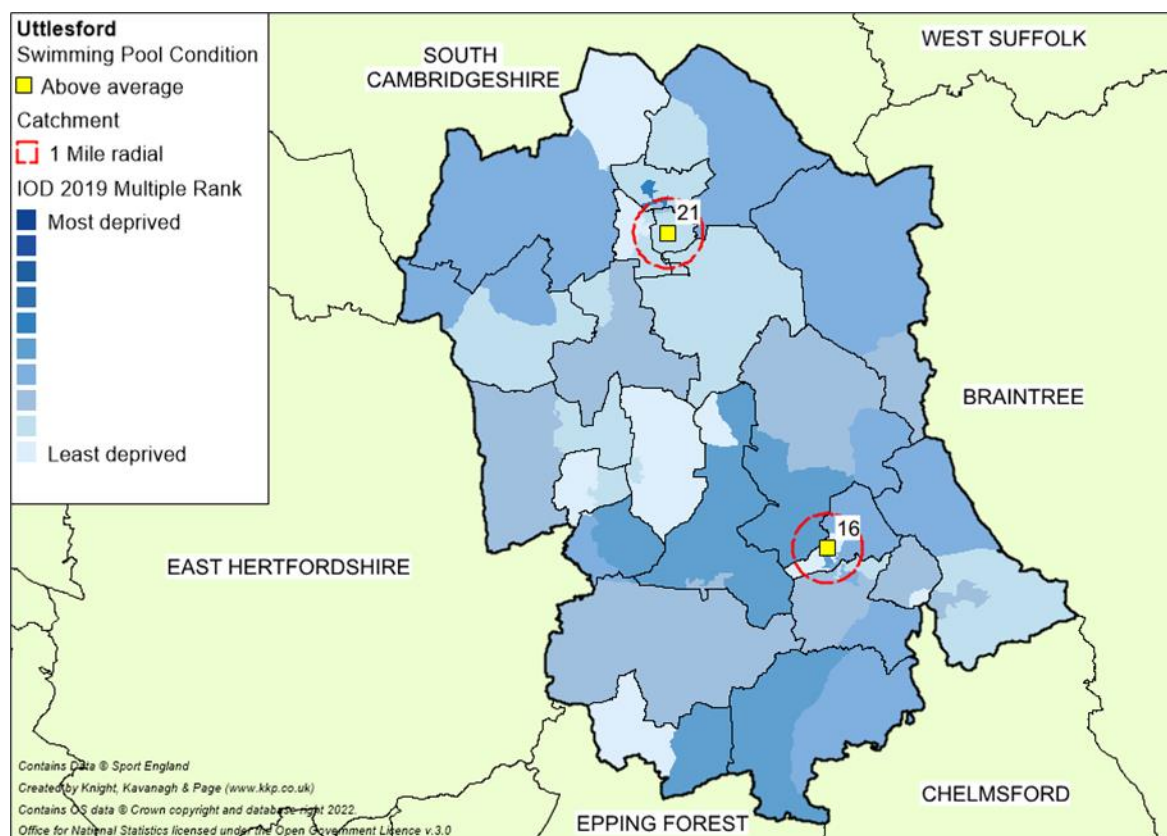 Uttlesford
Swimming Pool Condition
Above average
Catchment
1 Mile radial
IOD 2019 Multiple Rank
Most deprived
Least deprived
SOUTH
CAMBRIDGESHIRE
WEST SUFFOLK
21
BRAINTREE
16
EAST HERTFORDSHIRE
CHELMSFORD
EPPING FOREST
Contains Data © Sport England
Created by Knight, Kavanagh & Page (www.kkp.co.uk)
Contains OS data © Crown copyright and database right 2022.
Office for National Statistics licensed under the Open Government Licence v.3.0